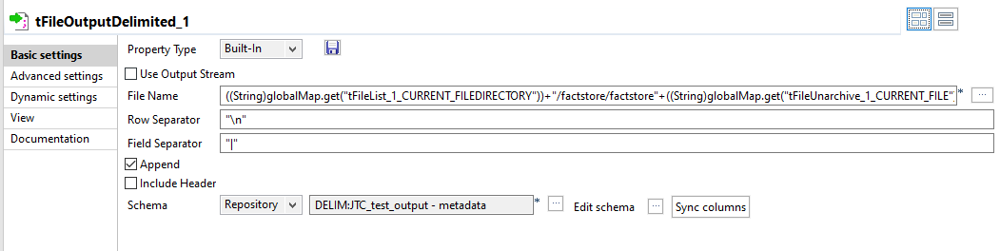 tFileOutputDelimited_1
Basic settings
Advanced settings
Dynamic settings
View
Documentation
Property Type Built-In
Use Output Stream
File Name ((String)globalMap.get("tFileList_1_CURRENT_FILEDIRECTORY"))+"/factstore/factstore"+((String)globalMap.get("tFileUnarchive_1_CURRENT_FILE" * ...
Row Separator "\n"
Field Separator "|"
Append
Include Header
Schema Repository DELIM:JTC_test_output - metadata * ... Edit schema ... Sync columns